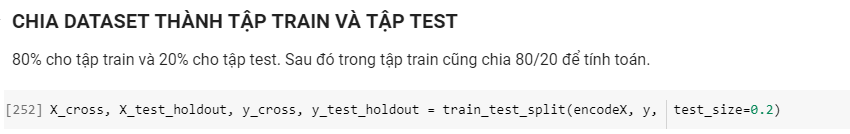 CHIA DATASET THÀNH TẬP TRAIN VÀ TẬP TEST
80% cho tập train và 20% cho tập test. Sau đó trong tập train cũng chia 80/20 để tính toán.
[252] X_cross, X_test_holdout, y_cross, y_test_holdout = train_test_split(encodeX, y, test_size=0.2)